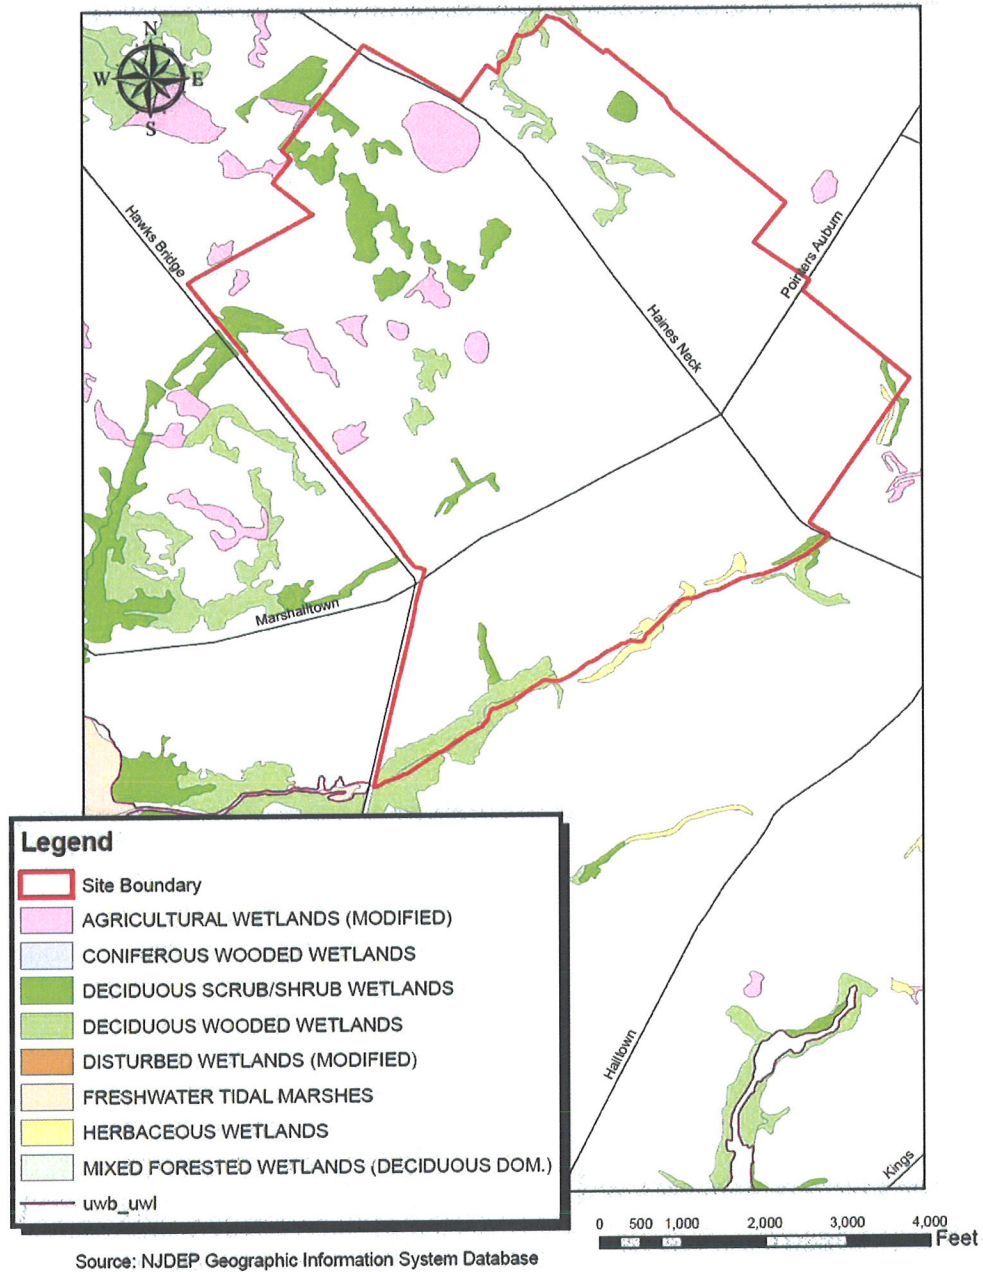 N
W E
S
Hawks Bridge
Pointers Auburn
Haines Neck
Marshalltown
Halltown
Kings
Legend
Site Boundary
AGRICULTURAL WETLANDS (MODIFIED)
CONIFEROUS WOODED WETLANDS
DECIDUOUS SCRUB/SHRUB WETLANDS
DECIDUOUS WOODED WETLANDS
DISTURBED WETLANDS (MODIFIED)
FRESHWATER TIDAL MARSHES
HERBACEOUS WETLANDS
MIXED FORESTED WETLANDS (DECIDUOUS DOM.)
uwb_uwl
0 500 1,000 2,000 3,000 4,000
Feet
Source: NJDEP Geographic Information System Database